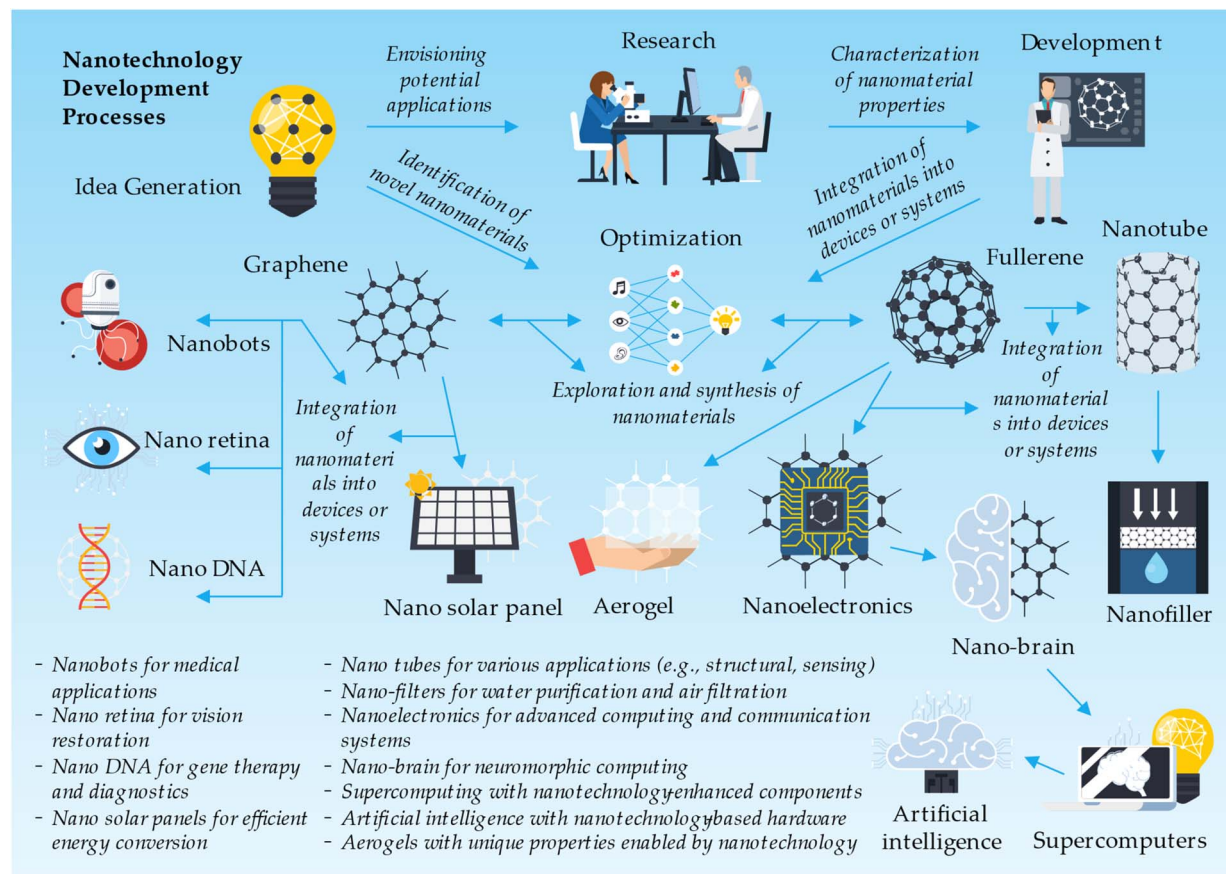 Nanotechnology
Development
Processes
Idea Generation
Envisioning
potential
applications
Research
Characterization
of nanomaterial
properties
Development
Identification of
novel nanomaterials
Integration of
nanomaterials into
devices or systems
Optimization
Graphene
Fullerene
Nanotube
Nanobots
Exploration and synthesis of
nanomaterials
Integration
of
nanomaterial
s into devices
or systems
Integration
of
nanomateri
als into
devices or
systems
Nano retina
Nano DNA
Nano solar panel
Aerogel
Nanoelectronics
Nano-brain
Nanofiller
- Nanobots for medical
applications
- Nano retina for vision
restoration
- Nano DNA for gene therapy
and diagnostics
- Nano solar panels for efficient
energy conversion
- Nano tubes for various applications (e.g., structural, sensing)
- Nano-filters for water purification and air filtration
- Nanoelectronics for advanced computing and communication
systems
- Nano-brain for neuromorphic computing
- Supercomputing with nanotechnology-enhanced components
- Artificial intelligence with nanotechnology-based hardware
- Aerogels with unique properties enabled by nanotechnology
Artificial
intelligence
Supercomputers